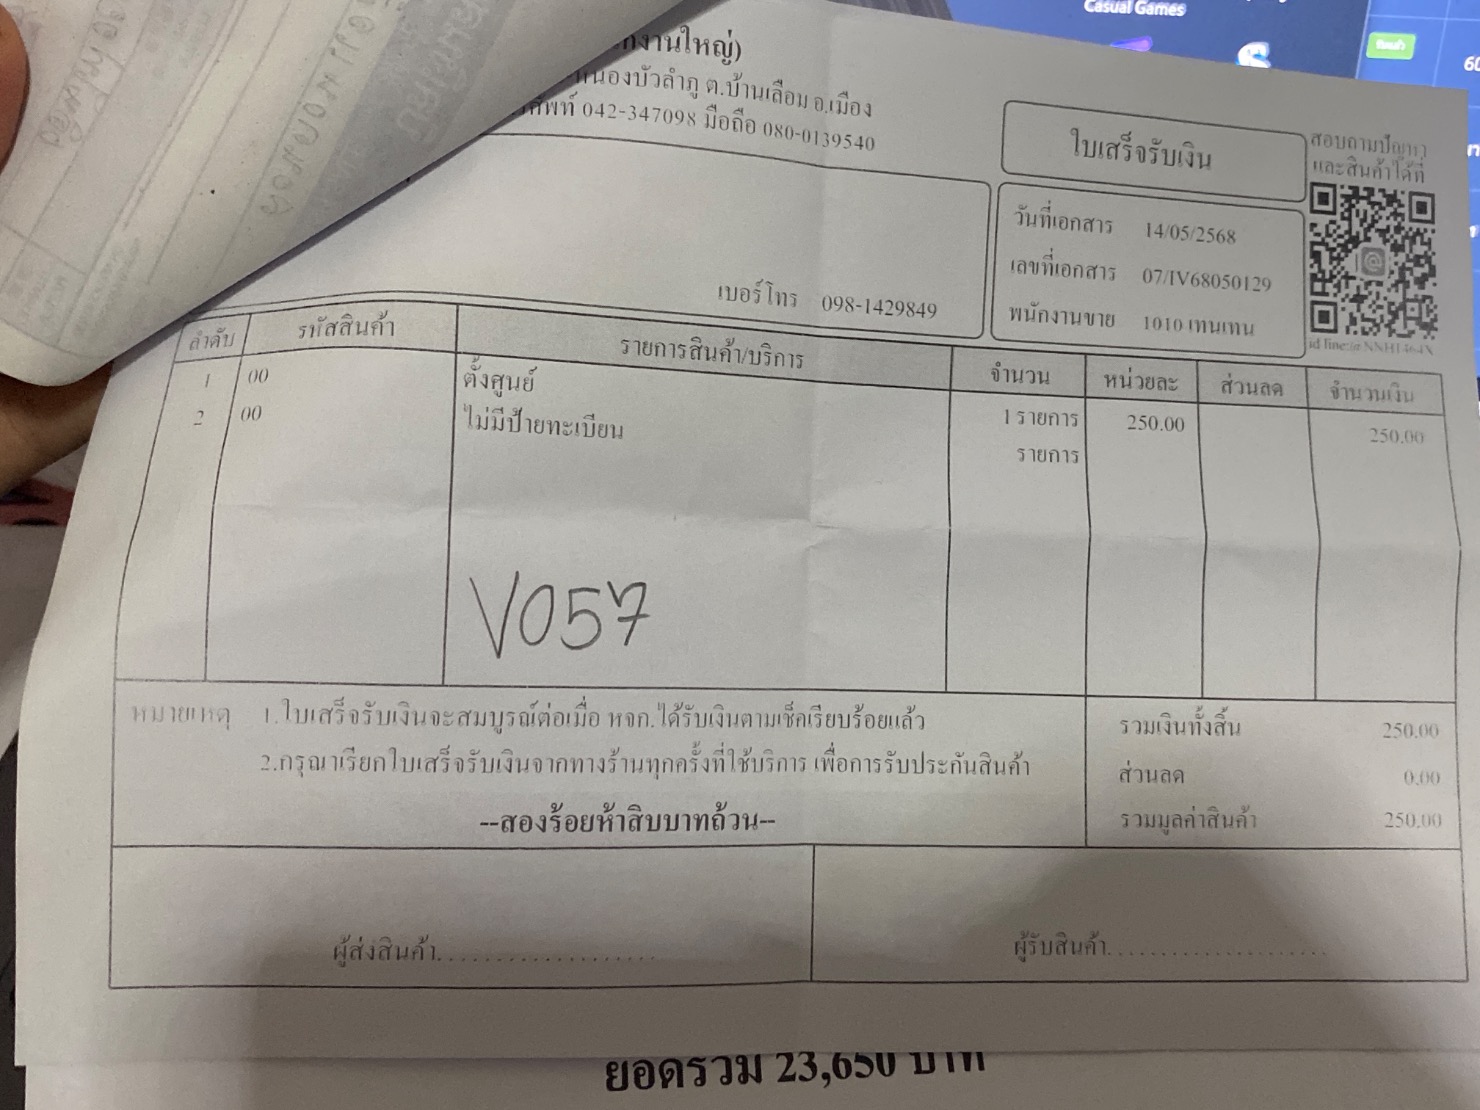 Casual Games
กงานใหญ่)
หนองบัวลำภู ต.บ้านเลือม อ.เมือง
042-347098 มือถือ 080-0139540
ใบเสร็จรับเงิน
สอบถามปัญหา
และสินค้าได้ที่
วันที่เอกสาร 14/05/2568
เลขที่เอกสาร 07/IV68050129
พนักงานขาย 1010 เทนเทน
เบอร์โทร 098-1429849
ลำดับ รหัสสินค้า รายการสินค้า/บริการ จำนวน หน่วยละ ส่วนลด จำนวนเงิน
1 00 ตั้งศูนย์ 1 รายการ 250.00 250.00
2 00 ไม่มีป้ายทะเบียน รายการ
V057
หมายเหตุ 1.ใบเสร็จรับเงินจะสมบูรณ์ต่อเมื่อ หจก.ได้รับเงินตามเช็คเรียบร้อยแล้ว
2.กรุณาเรียกใบเสร็จรับเงินจากทางร้านทุกครั้งที่ใช้บริการ เพื่อการรับประกันสินค้า
--สองร้อยห้าสิบบาทถ้วน--
รวมเงินทั้งสิ้น 250.00
ส่วนลด 0.00
รวมมูลค่าสินค้า 250.00
ผู้ส่งสินค้า....................
ผู้รับสินค้า....................
ยอดรวม 23,650 บาท